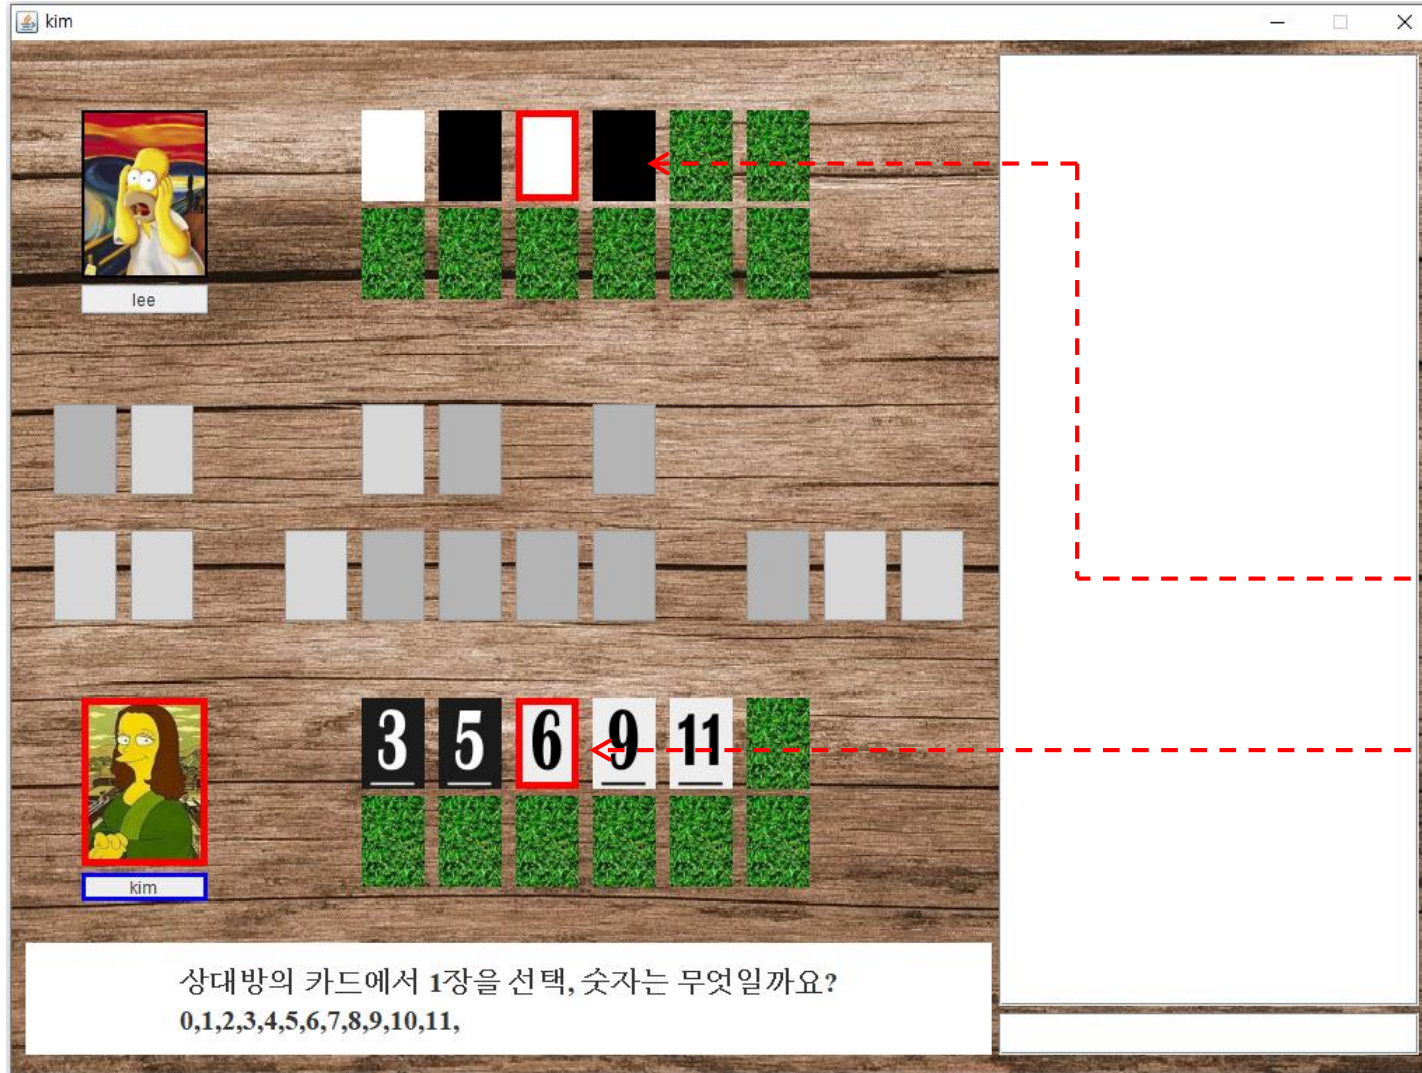 kim
lee
3 5 6 9 11
kim
상대방의 카드에서 1장을 선택, 숫자는 무엇일까요?
0,1,2,3,4,5,6,7,8,9,10,11,